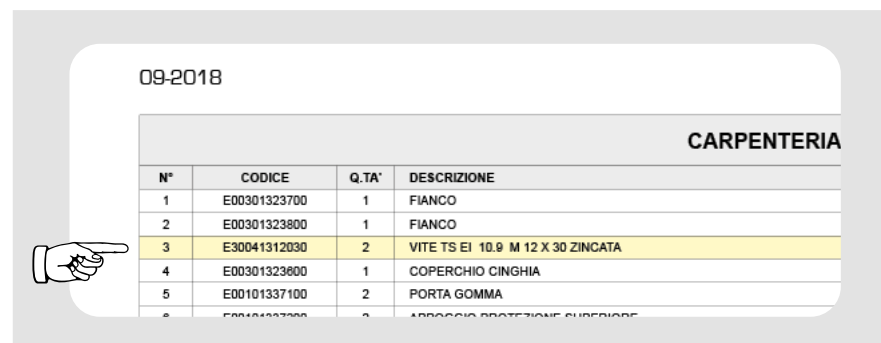 09-2018
CARPENTERIA
N° CODICE Q.TA' DESCRIZIONE
1 E00301323700 1 FIANCO
2 E00301323800 1 FIANCO
3 E30041312030 2 VITE TS EI 10.9 M 12 X 30 ZINCATA
4 E00301323600 1 COPERCHIO CINGHIA
5 E00101337100 2 PORTA GOMMA